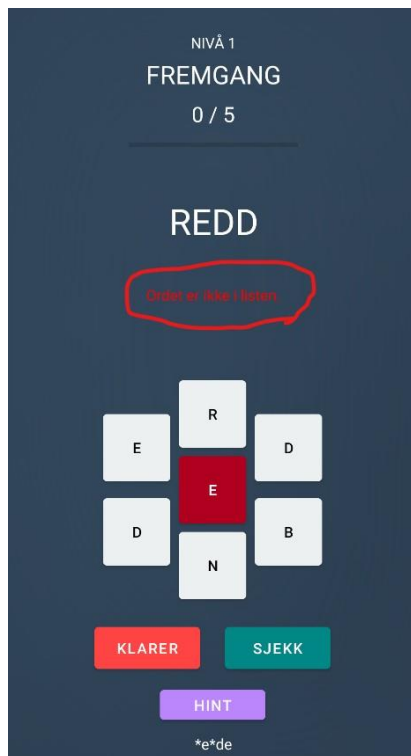 NIVÅ 1
FREMGANG
0 / 5
REDD
Ordet er ikke i listen
R
E
D
E
D
B
N
KLARER
SJEKK
HINT
*e*de